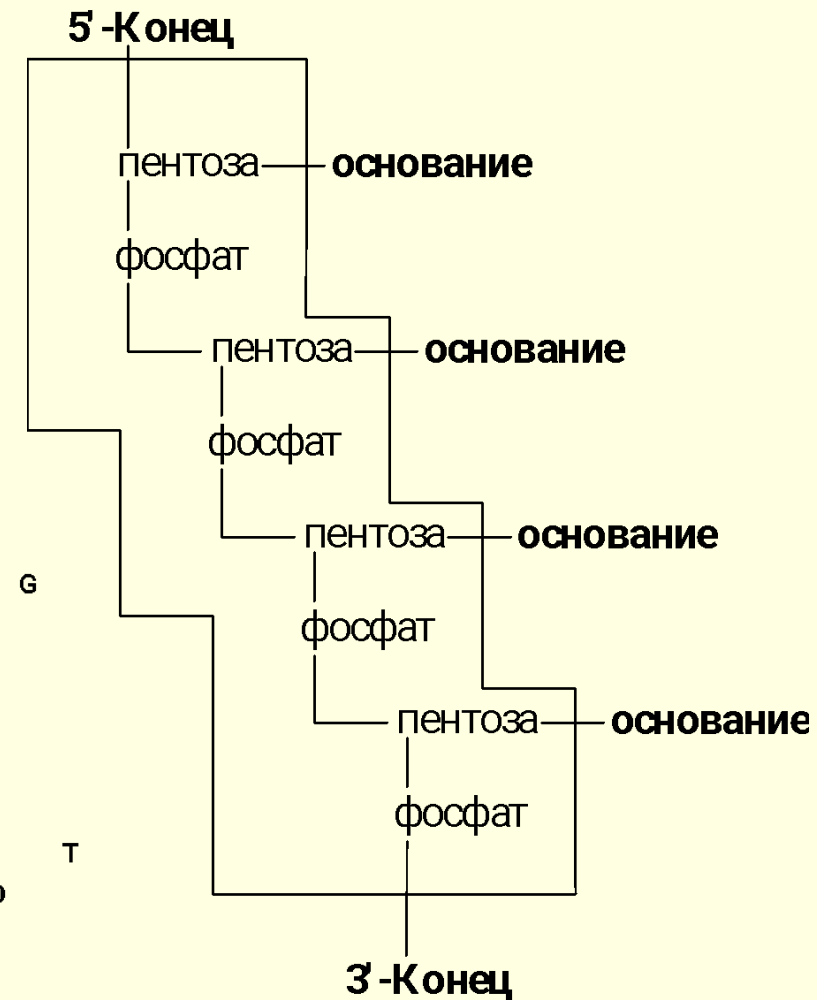 5'-Конец
пентоза основание
фосфат
пентоза основание
фосфат
G
пентоза основание
фосфат
пентоза основание
фосфат
T
3'-Конец